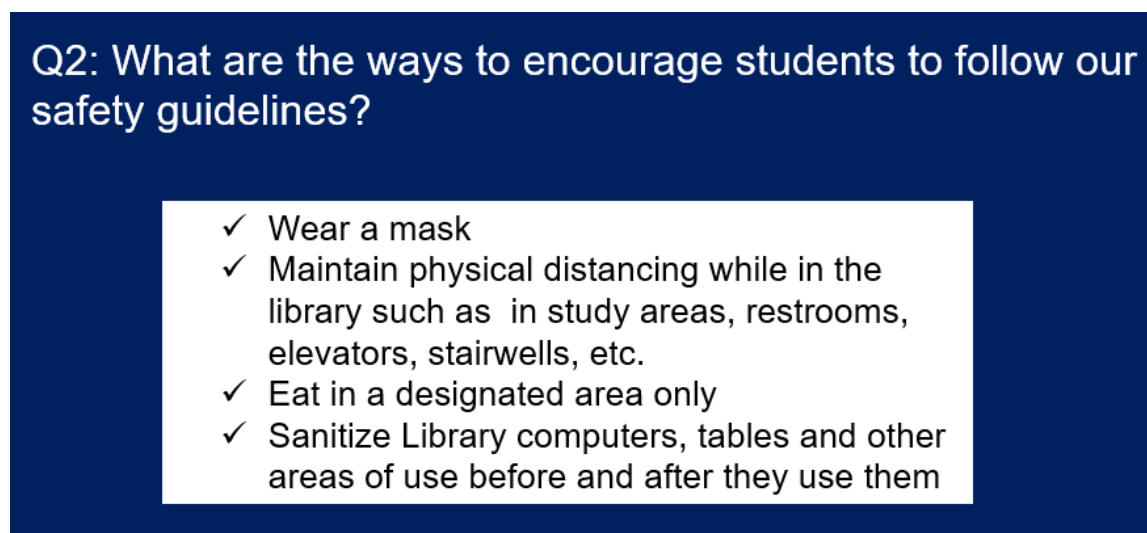 Q2: What are the ways to encourage students to follow our
safety guidelines?
✓ Wear a mask
✓ Maintain physical distancing while in the
library such as  in study areas, restrooms,
elevators, stairwells, etc.
✓ Eat in a designated area only
✓ Sanitize Library computers, tables and other
areas of use before and after they use them